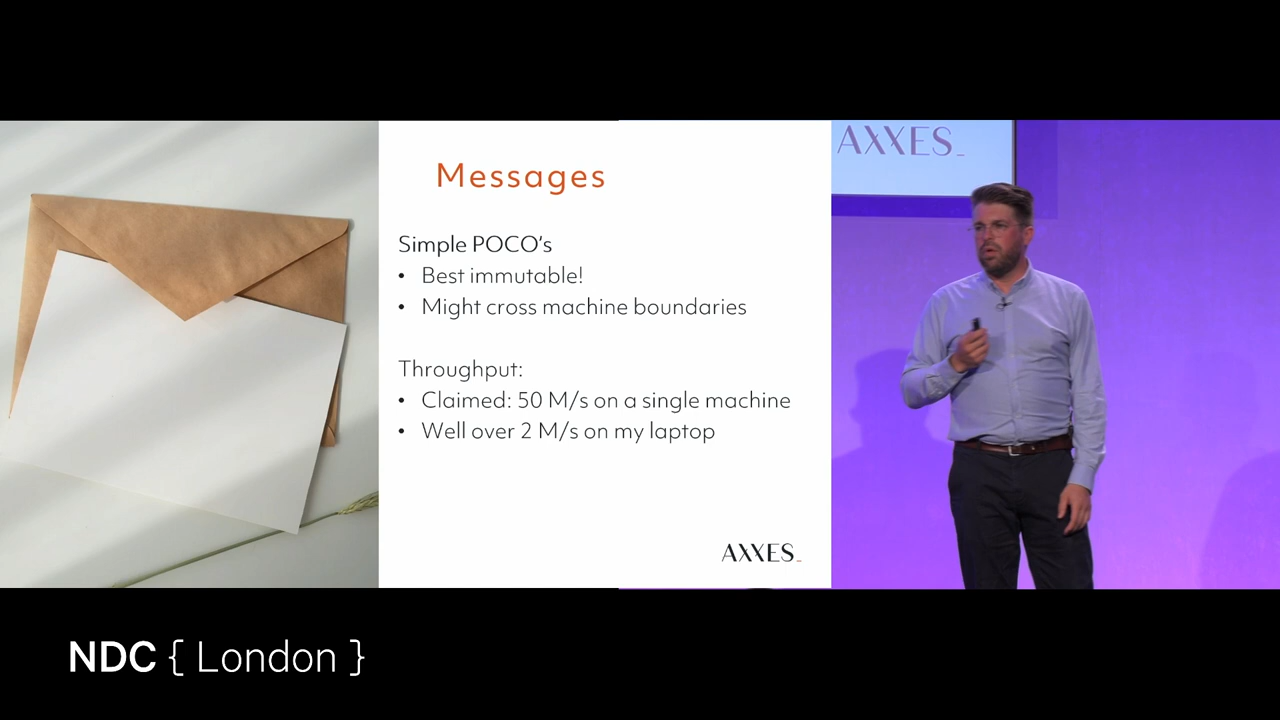 Messages
Simple POCO's
• Best immutable!
• Might cross machine boundaries
Throughput:
• Claimed: 50 M/s on a single machine
• Well over 2 M/s on my laptop
AXXES_
AXXES_
NDC { London }